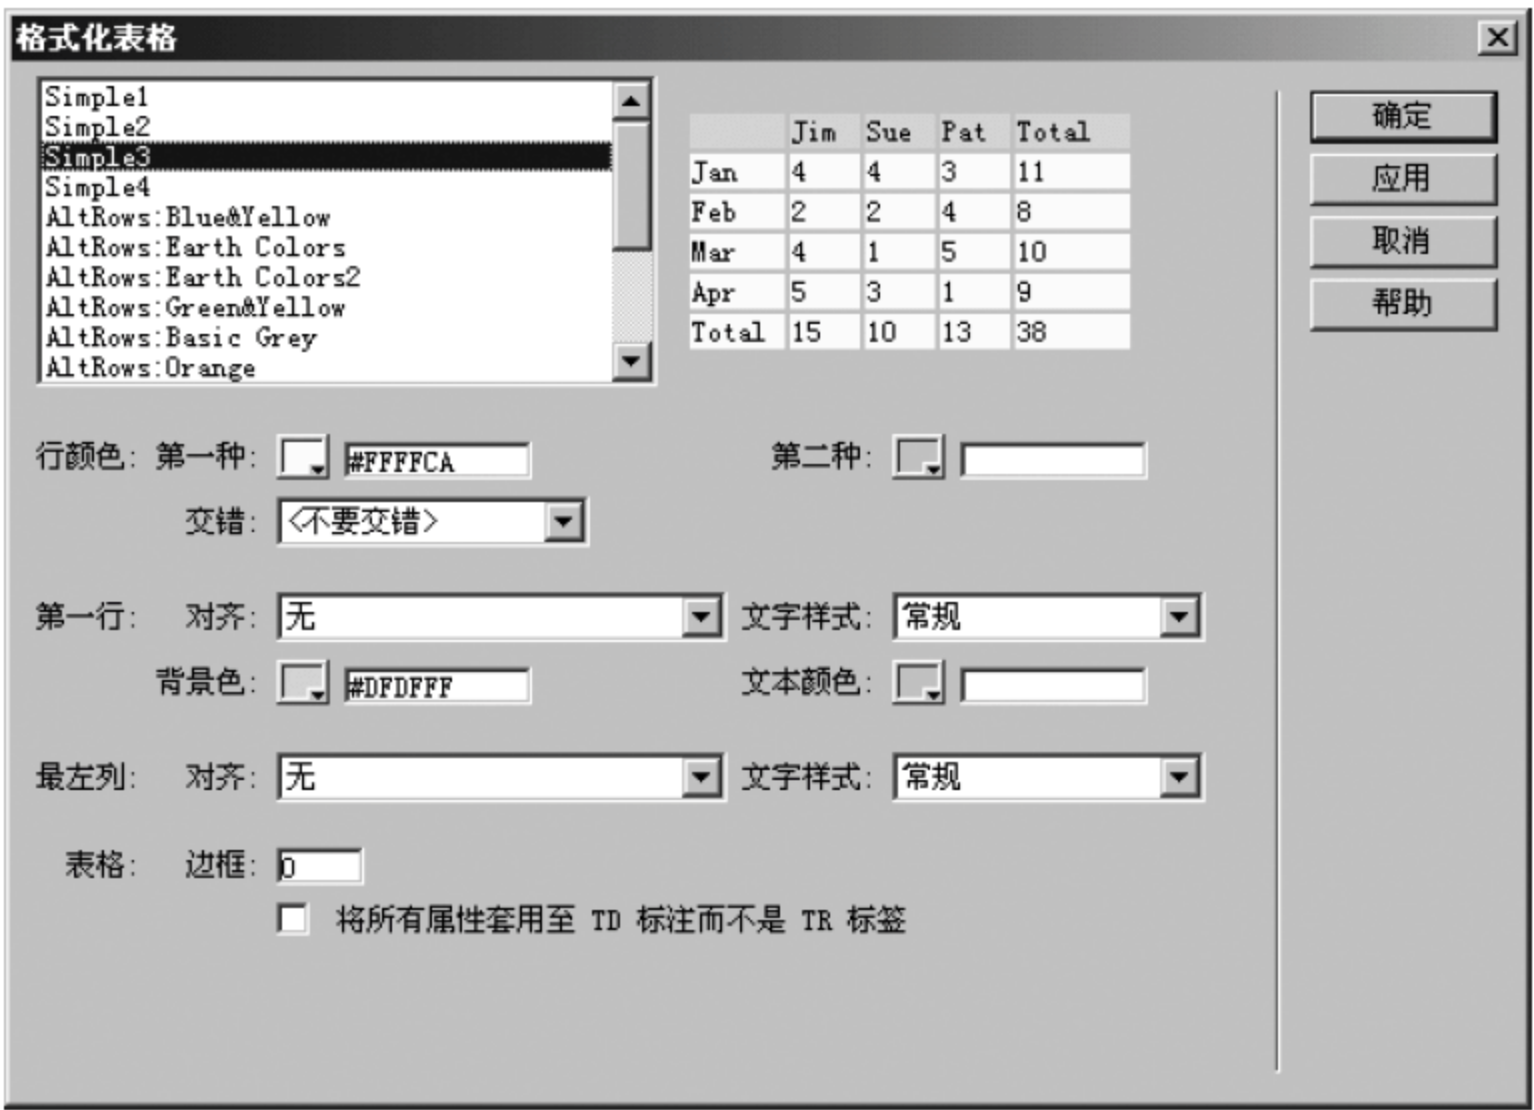 格式化表格
Simple1
Simple2
Simple3
Simple4
AltRows:Blue&Yellow
AltRows:Earth Colors
AltRows:Earth Colors2
AltRows:Green&Yellow
AltRows:Basic Grey
AltRows:Orange
Jim Sue Pat Total
Jan 4 4 3 11
Feb 2 2 4 8
Mar 4 1 5 10
Apr 5 3 1 9
Total 15 10 13 38
确定
应用
取消
帮助
行颜色: 第一种: #FFFFCA 第二种:
交错: <不要交错>
第一行: 对齐: 无 文字样式: 常规
背景色: #DFDFFF 文本颜色:
最左列: 对齐: 无 文字样式: 常规
表格: 边框: 0
将所有属性套用至 TD 标注而不是 TR 标签